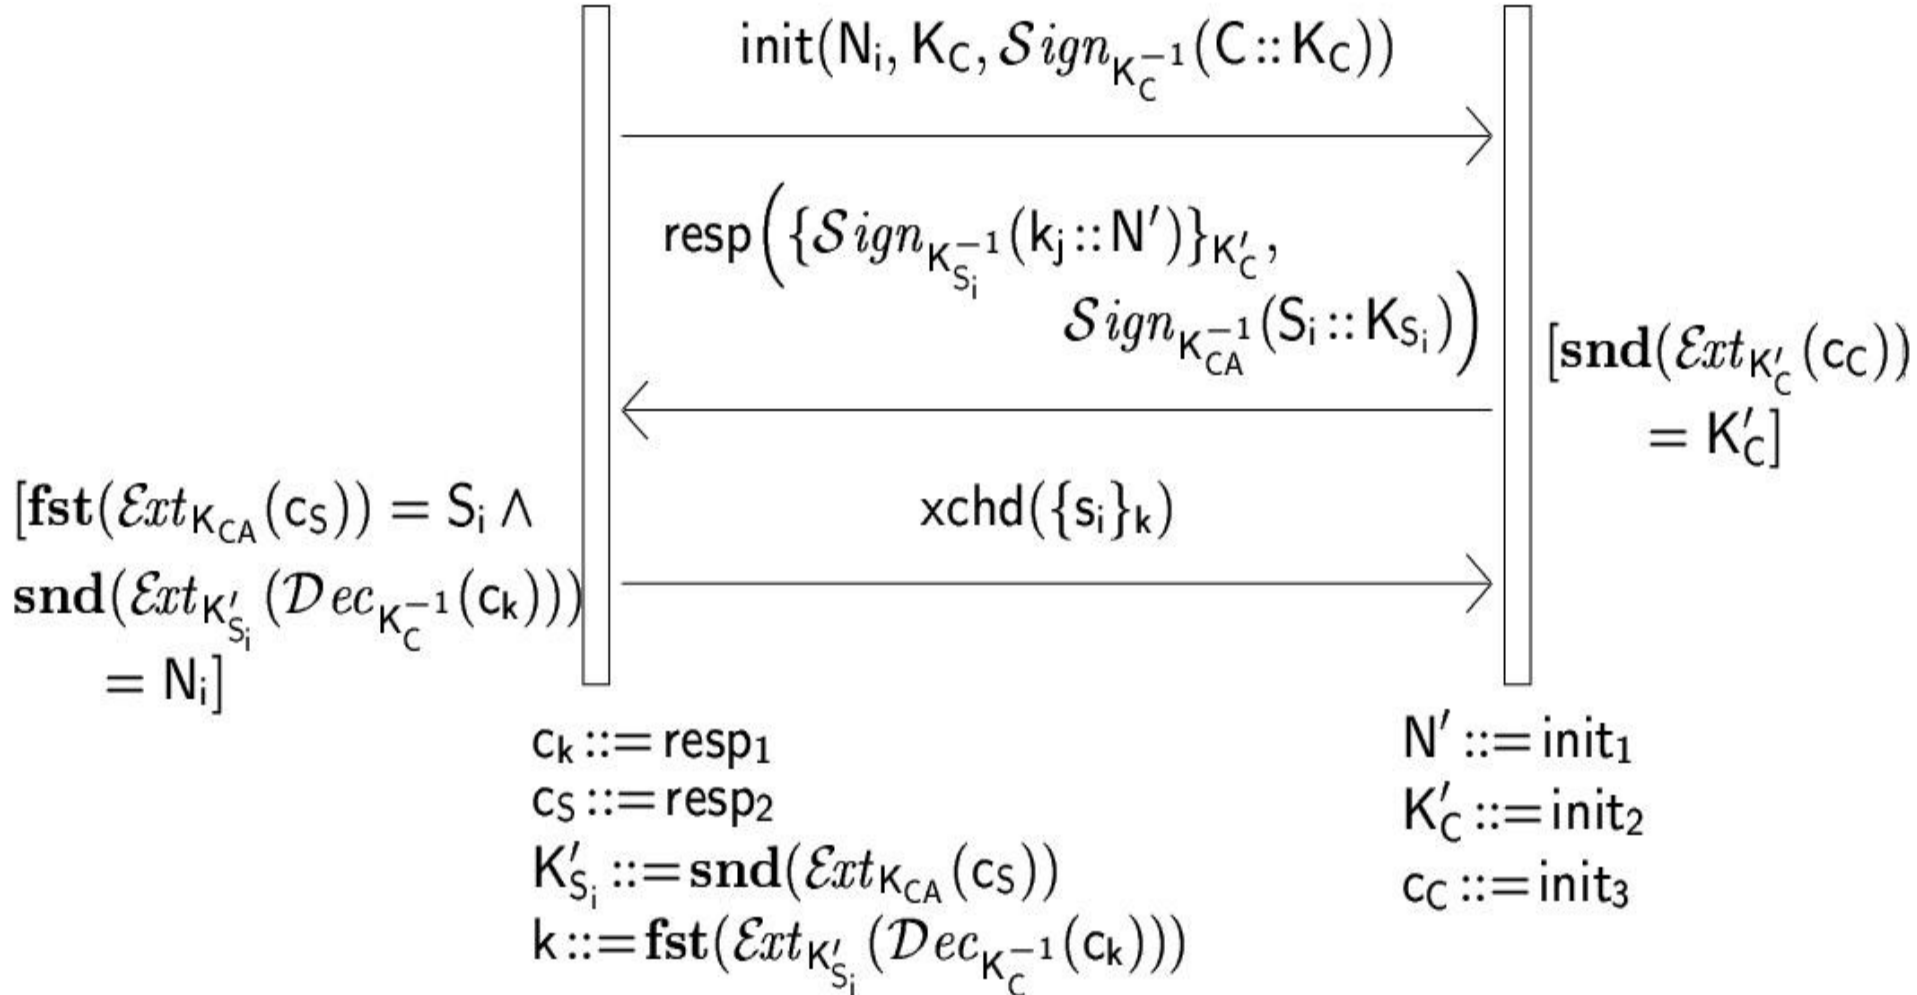 init(N_i, K_C, Sign_{K_C^{-1}}(C :: K_C))
resp({Sign_{K_{S_i}^{-1}}(k_j :: N′)}_{K′_C},
Sign_{K_{CA}^{-1}}(S_i :: K_{S_i}))
[snd(Ext_{K′_C}(c_C))
= K′_C]
[fst(Ext_{K_{CA}}(c_S)) = S_i ∧
snd(Ext_{K′_{S_i}}(Dec_{K_C^{-1}}(c_k)))
= N_i]
xchd({s_i}_k)
c_k ::= resp_1
c_S ::= resp_2
K′_{S_i} ::= snd(Ext_{K_{CA}}(c_S))
k ::= fst(Ext_{K′_{S_i}}(Dec_{K_C^{-1}}(c_k)))
N′ ::= init_1
K′_C ::= init_2
c_C ::= init_3